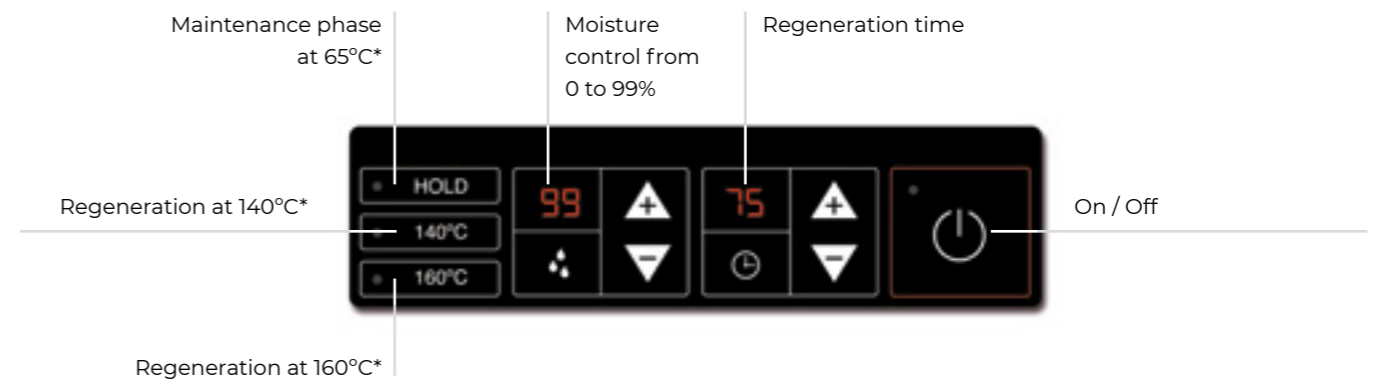 Maintenance phase
at 65°C*
Moisture
control from
0 to 99%
Regeneration time
HOLD
99
75
Regeneration at 140°C*
On / Off
140°C
160°C
Regeneration at 160°C*